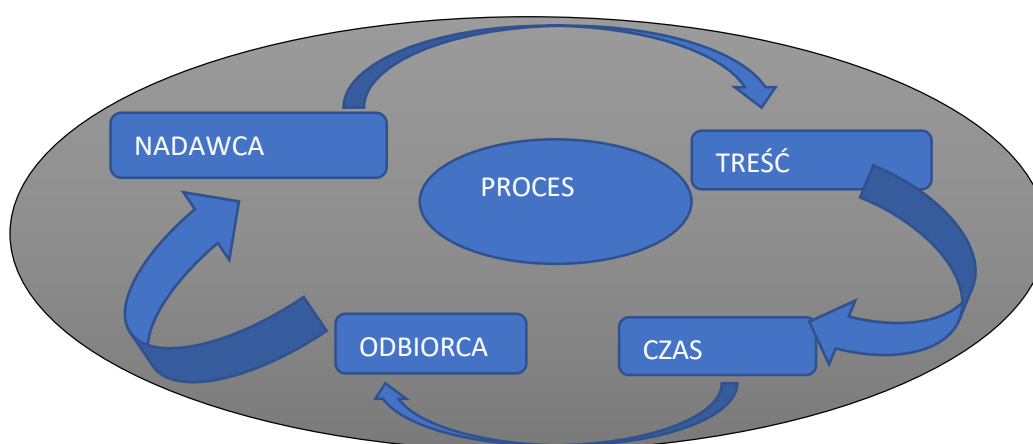 NADAWCA
PROCES
TREŚĆ
ODBIORCA
CZAS